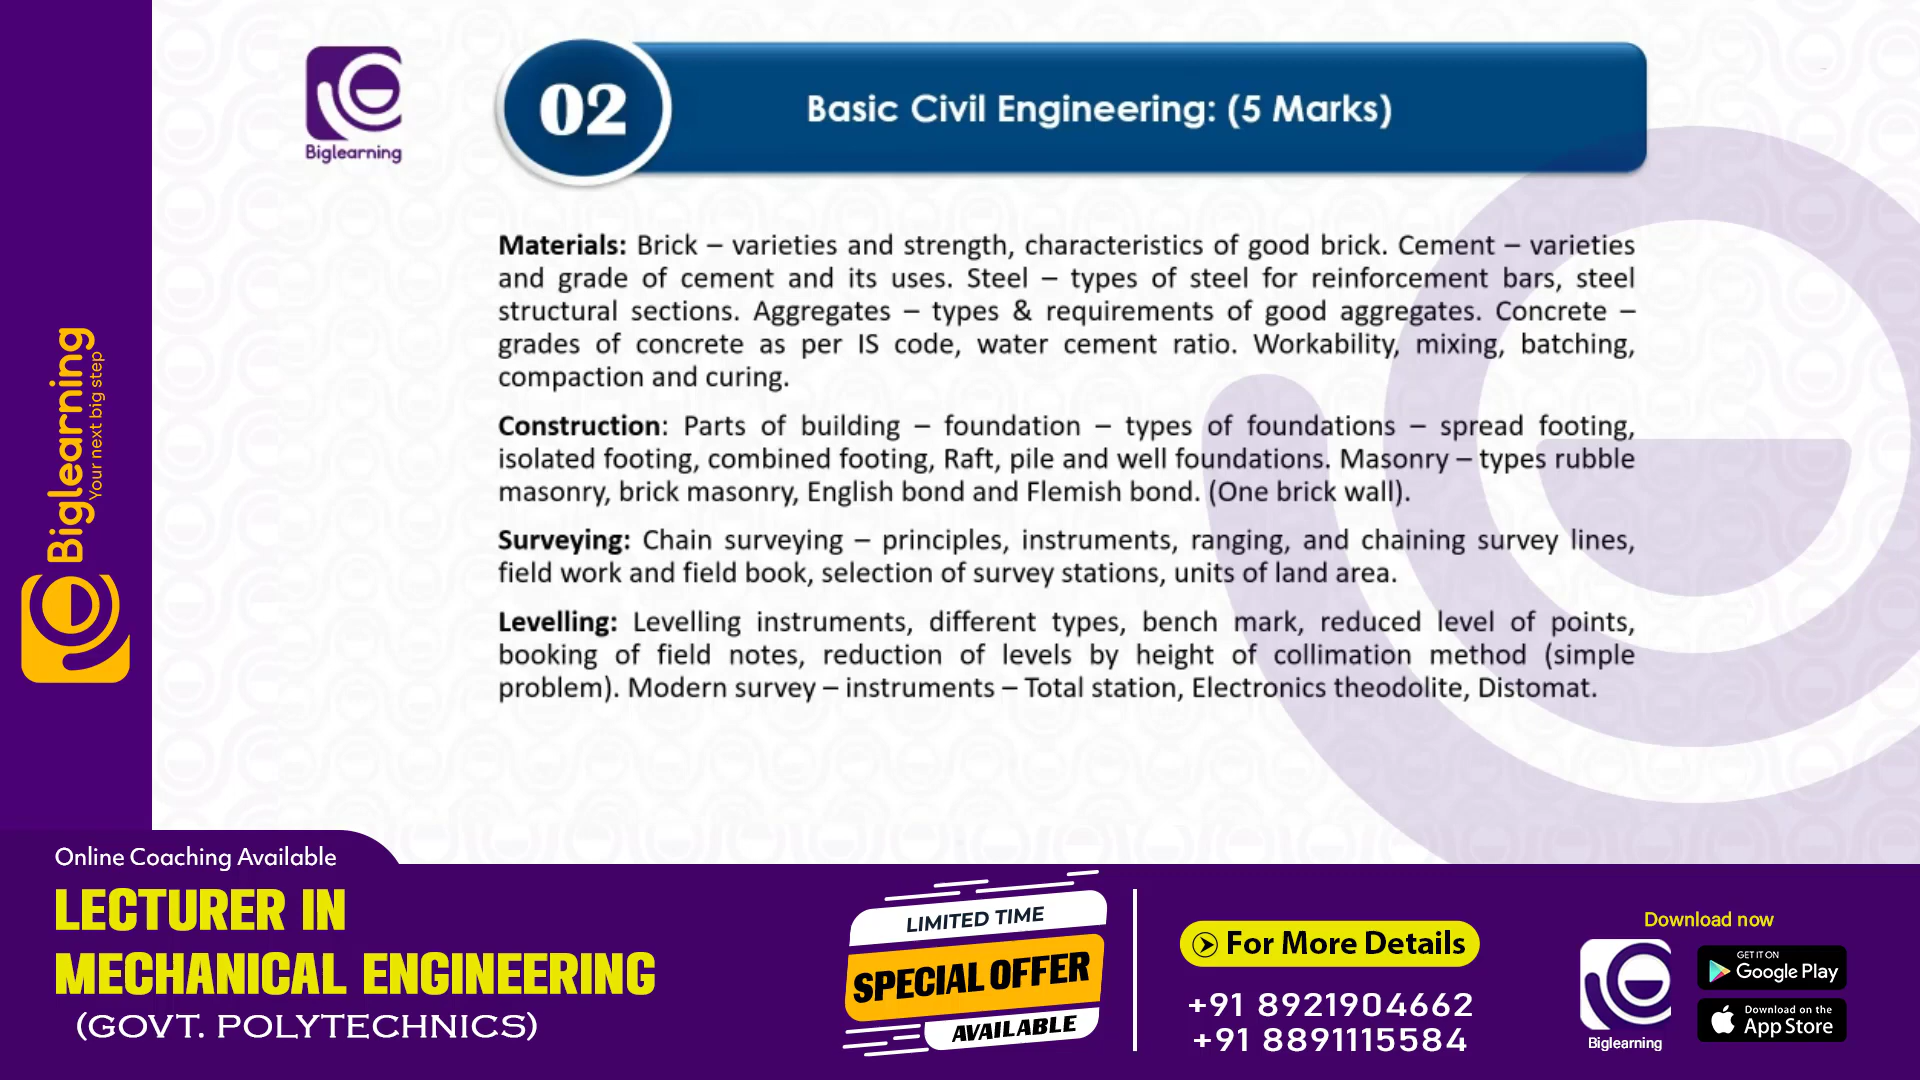 Biglearning
02
Basic Civil Engineering: (5 Marks)
Materials: Brick – varieties and strength, characteristics of good brick. Cement – varieties
and grade of cement and its uses. Steel – types of steel for reinforcement bars, steel
structural sections. Aggregates – types & requirements of good aggregates. Concrete –
grades of concrete as per IS code, water cement ratio. Workability, mixing, batching,
compaction and curing.
Construction: Parts of building – foundation – types of foundations – spread footing,
isolated footing, combined footing, Raft, pile and well foundations. Masonry – types rubble
masonry, brick masonry, English bond and Flemish bond. (One brick wall).
Surveying: Chain surveying – principles, instruments, ranging, and chaining survey lines,
field work and field book, selection of survey stations, units of land area.
Levelling: Levelling instruments, different types, bench mark, reduced level of points,
booking of field notes, reduction of levels by height of collimation method (simple
problem). Modern survey – instruments – Total station, Electronics theodolite, Distomat.
Biglearning
Your next big step
Online Coaching Available
LECTURER IN
MECHANICAL ENGINEERING
(GOVT. POLYTECHNICS)
LIMITED TIME
SPECIAL OFFER
AVAILABLE
For More Details
+91 8921904662
+91 8891115584
Download now
Biglearning
GET IT ON
Google Play
Download on the
App Store